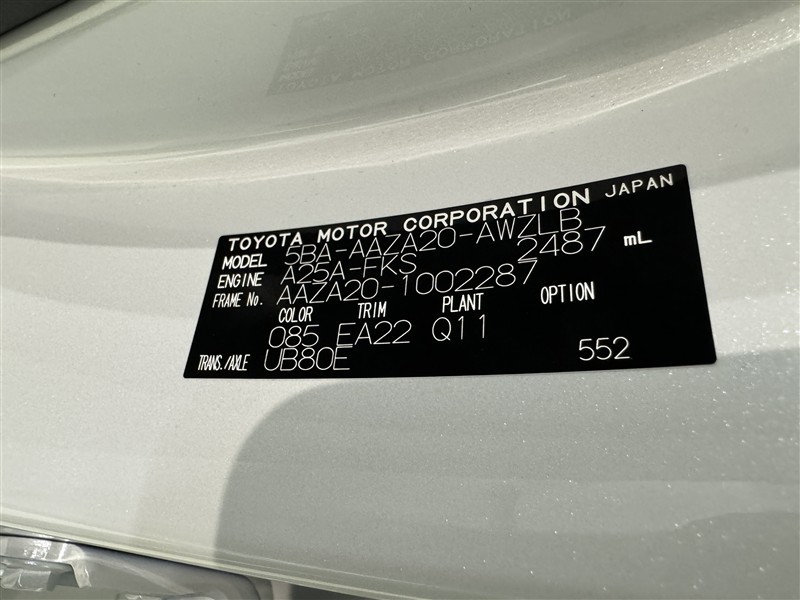 TOYOTA MOTOR CORPORATION JAPAN
MODEL 5BA-AAZA20-AWZLB
ENGINE A25A-FKS 2487 mL
FRAME No. AAZA20-1002287
COLOR TRIM PLANT OPTION
085 EA22 Q11
TRANS./AXLE UB80E 552